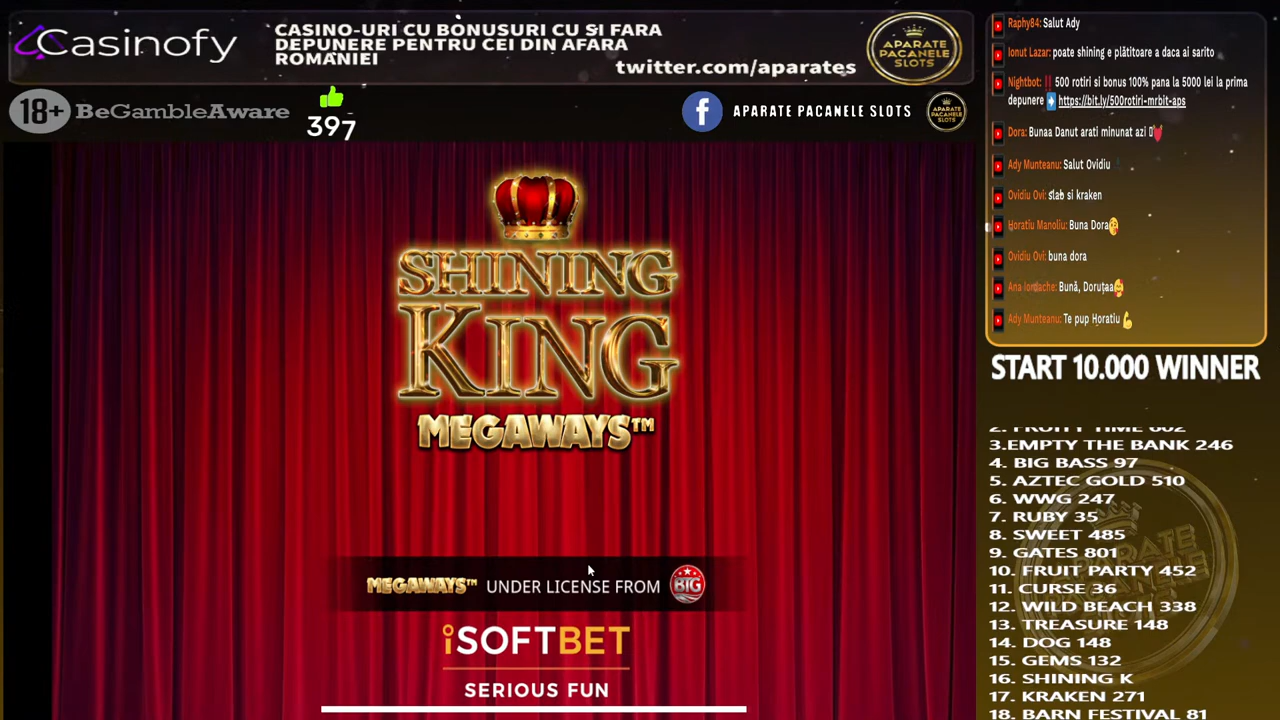 Casinofy
CASINO-URI CU BONUSURI CU SI FARA
DEPUNERE PENTRU CEI DIN AFARA
ROMANIEI
twitter.com/aparates
APARATE
PACANELE
SLOTS
18+ BeGambleAware
397
APARATE PACANELE SLOTS
APARATE
PACANELE
SLOTS
SHINING
KING
MEGAWAYS™
MEGAWAYS™ UNDER LICENSE FROM BIG
iSOFTBET
SERIOUS FUN
Raphy84: Salut Ady
Ionut Lazar: poate shining e plătitoare a daca ai sarito
Nightbot: ‼️ 500 rotiri si bonus 100% pana la 5000 lei la prima
depunere ➡️ https://bit.ly/500rotiri-mrbit-aps
Dora: Bunaa Danut arati minunat azi 💓
Ady Munteanu: Salut Ovidiu
Ovidiu Ovi: slab si kraken
Horatiu Manoliu: Buna Dora😘
Ovidiu Ovi: buna dora
Ana Iordache: Bună, Doruțaa🥰
Ady Munteanu: Te pup Horatiu 💪
START 10.000 WINNER
2. FRUITY TIME 602
3.EMPTY THE BANK 246
4. BIG BASS 97
5. AZTEC GOLD 510
6. WWG 247
7. RUBY 35
8. SWEET 485
9. GATES 801
10. FRUIT PARTY 452
11. CURSE 36
12. WILD BEACH 338
13. TREASURE 148
14. DOG 148
15. GEMS 132
16. SHINING K
17. KRAKEN 271
18. BARN FESTIVAL 81